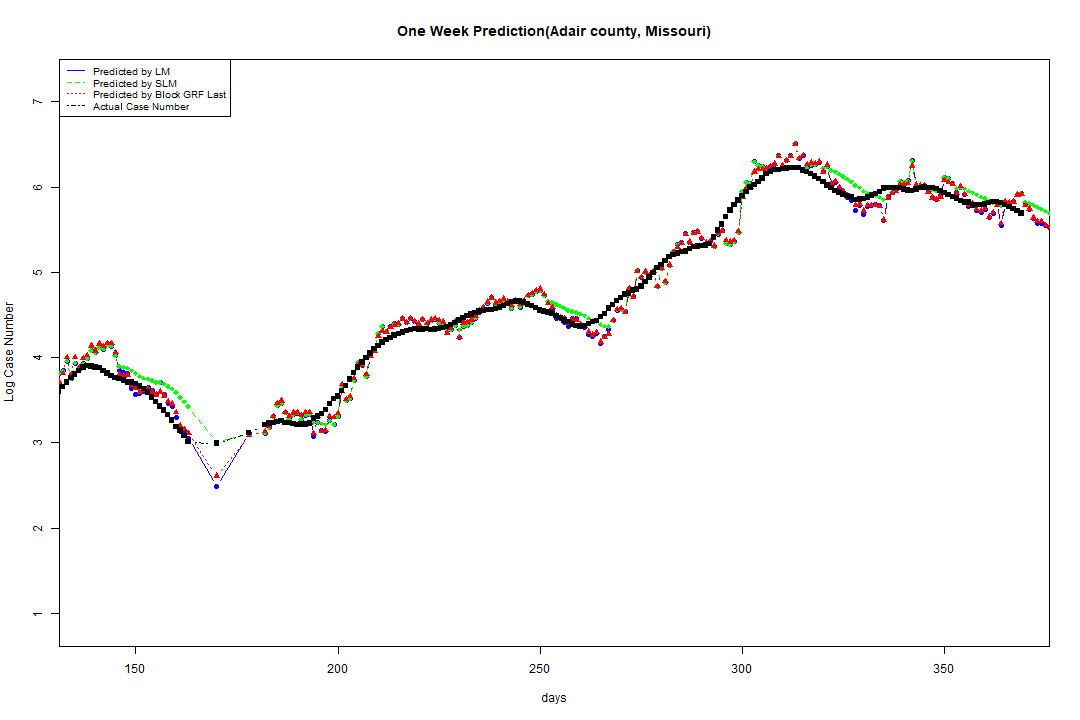 One Week Prediction(Adair county, Missouri)
Predicted by LM
Predicted by SLM
Predicted by Block GRF Last
Actual Case Number
7
6
5
4
3
2
1
Log Case Number
150 200 250 300 350
days